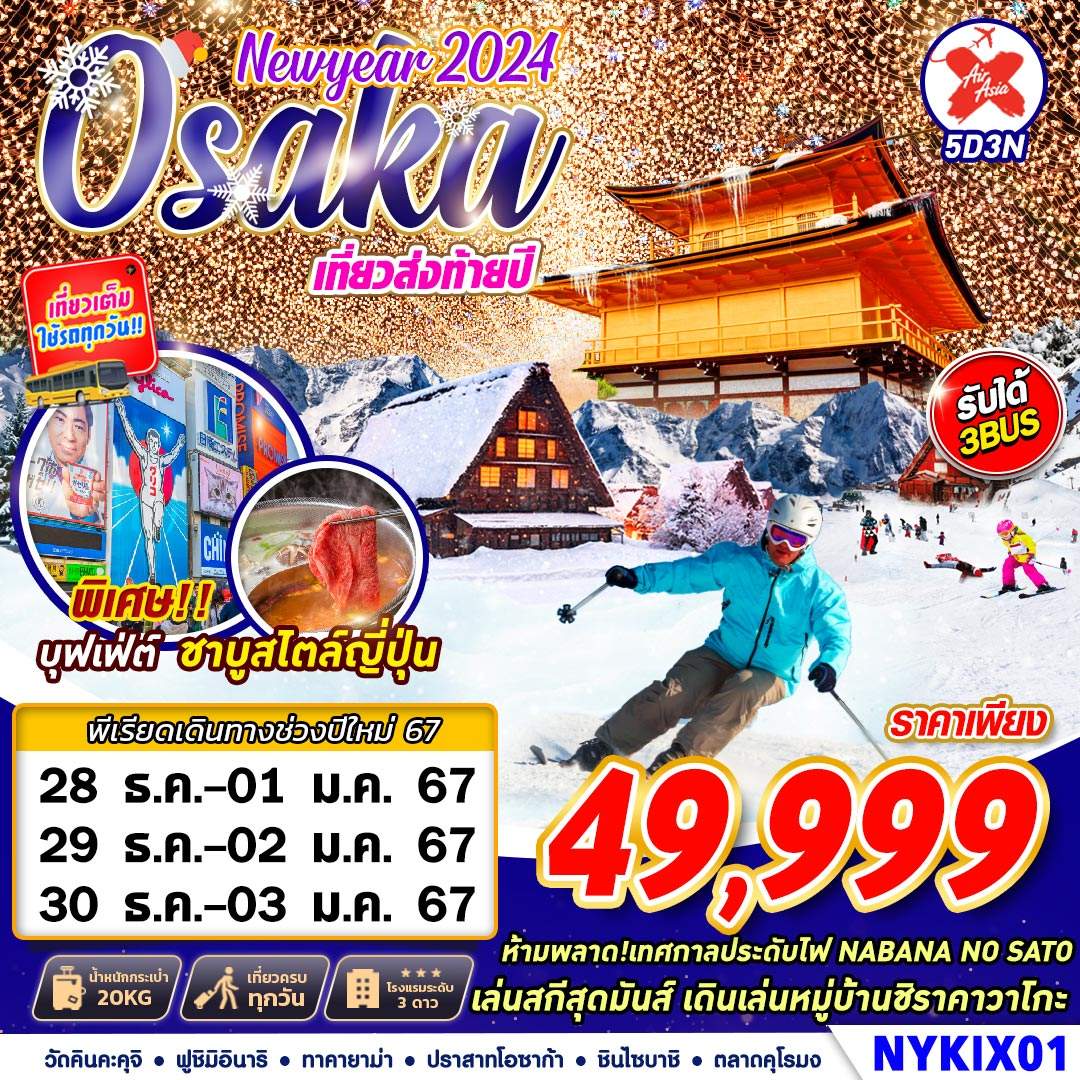 Newyear 2024
Osaka
เที่ยวส่งท้ายปี
Air
Asia
5D3N
เที่ยวเต็ม
ใช้รถทุกวัน!!
รับได้
3BUS
glico
PROMISE
พิเศษ!!
บุฟเฟ่ต์ ชาบูสไตล์ญี่ปุ่น
พีเรียดเดินทางช่วงปีใหม่ 67
28 ธ.ค.-01 ม.ค. 67
29 ธ.ค.-02 ม.ค. 67
30 ธ.ค.-03 ม.ค. 67
ราคาเพียง
49,999
ห้ามพลาด!เทศกาลประดับไฟ NABANA NO SATO
เล่นสกีสุดมันส์ เดินเล่นหมู่บ้านชิราคาวาโกะ
น้ำหนักกระเป๋า
20KG
เที่ยวครบ
ทุกวัน
โรงแรมระดับ
3 ดาว
วัดคินคะคุจิ • ฟูชิมิอินาริ • ทาคายาม่า • ปราสาทโอซาก้า • ชินไซบาชิ • ตลาดคุโรมง
NYKIX01